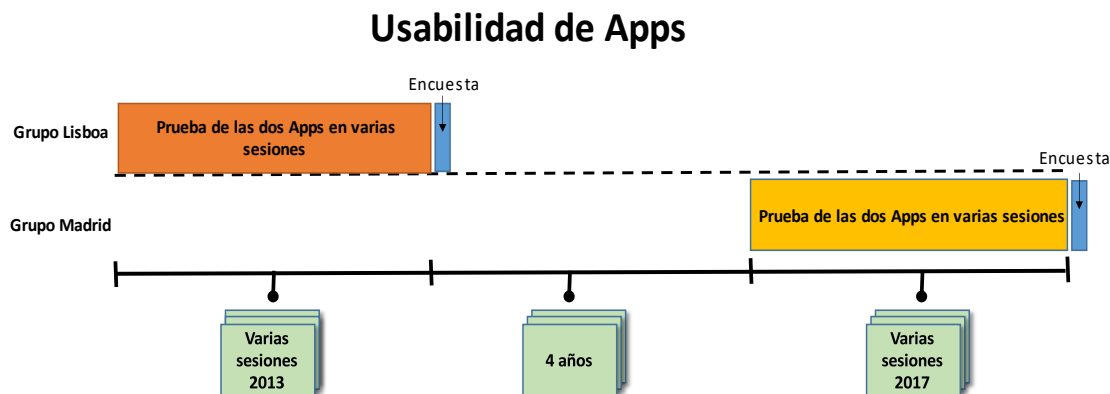 Usabilidad de Apps
Encuesta
Grupo Lisboa
Prueba de las dos Apps en varias
sesiones
Encuesta
Grupo Madrid
Prueba de las dos Apps en varias sesiones
Varias
sesiones
2013
4 años
Varias
sesiones
2017